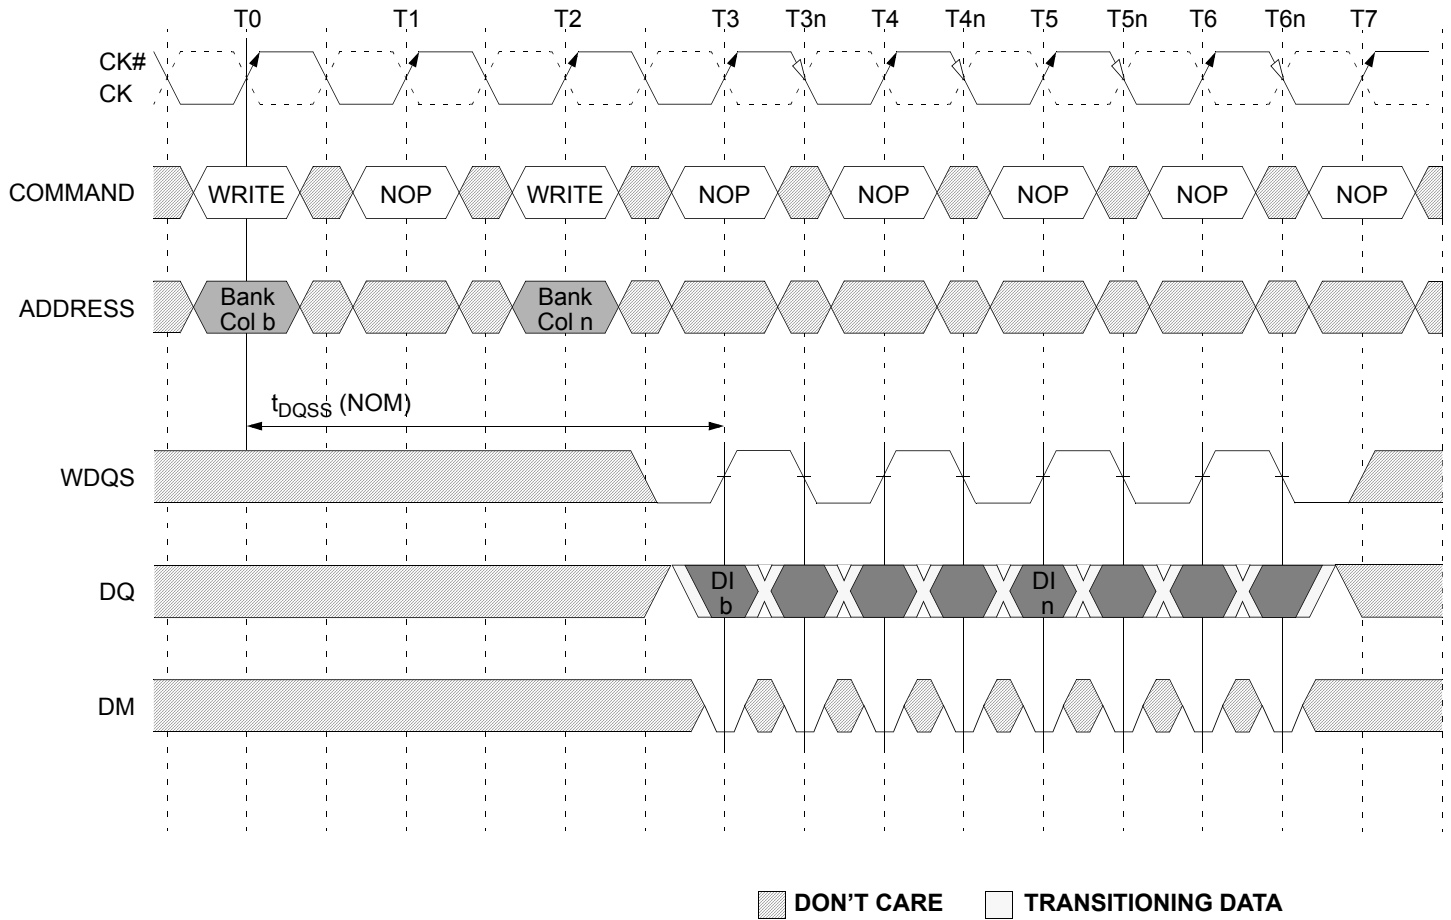 T0 T1 T2 T3 T3n T4 T4n T5 T5n T6 T6n T7
CK#
CK
COMMAND WRITE NOP WRITE NOP NOP NOP NOP NOP
ADDRESS Bank Col b Bank Col n
tDQSS (NOM)
WDQS
DQ DI b DI n
DM
DON'T CARE TRANSITIONING DATA